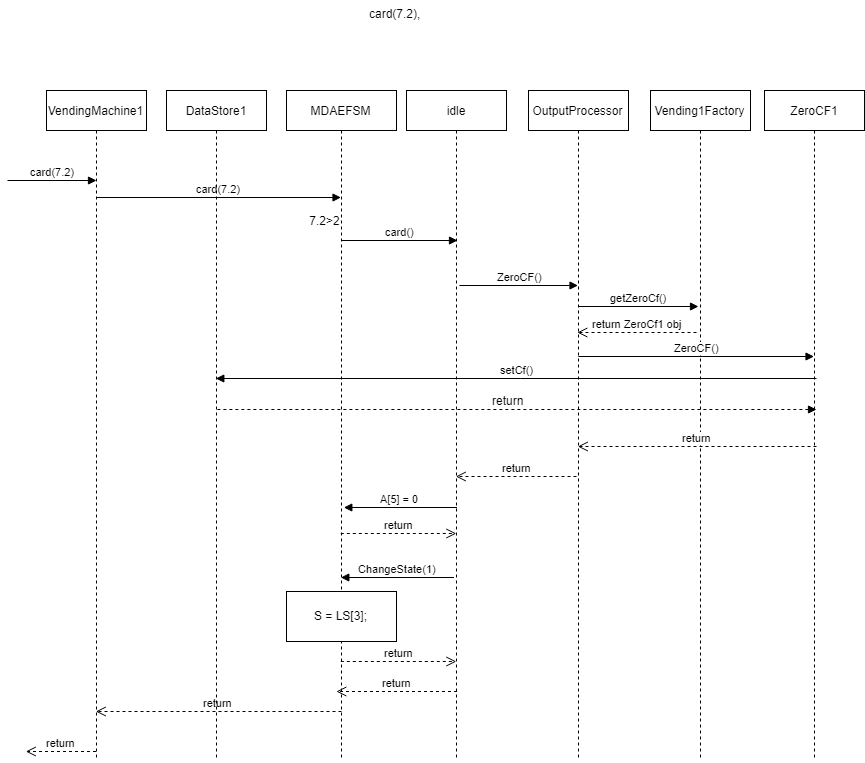 card(7.2),
VendingMachine1
DataStore1
MDAEFSM
idle
OutputProcessor
Vending1Factory
ZeroCF1
card(7.2)
card(7.2)
7.2>2
card()
ZeroCF()
getZeroCf()
return ZeroCf1 obj
ZeroCF()
setCf()
return
return
return
A[5] = 0
return
ChangeState(1)
S = LS[3];
return
return
return
return